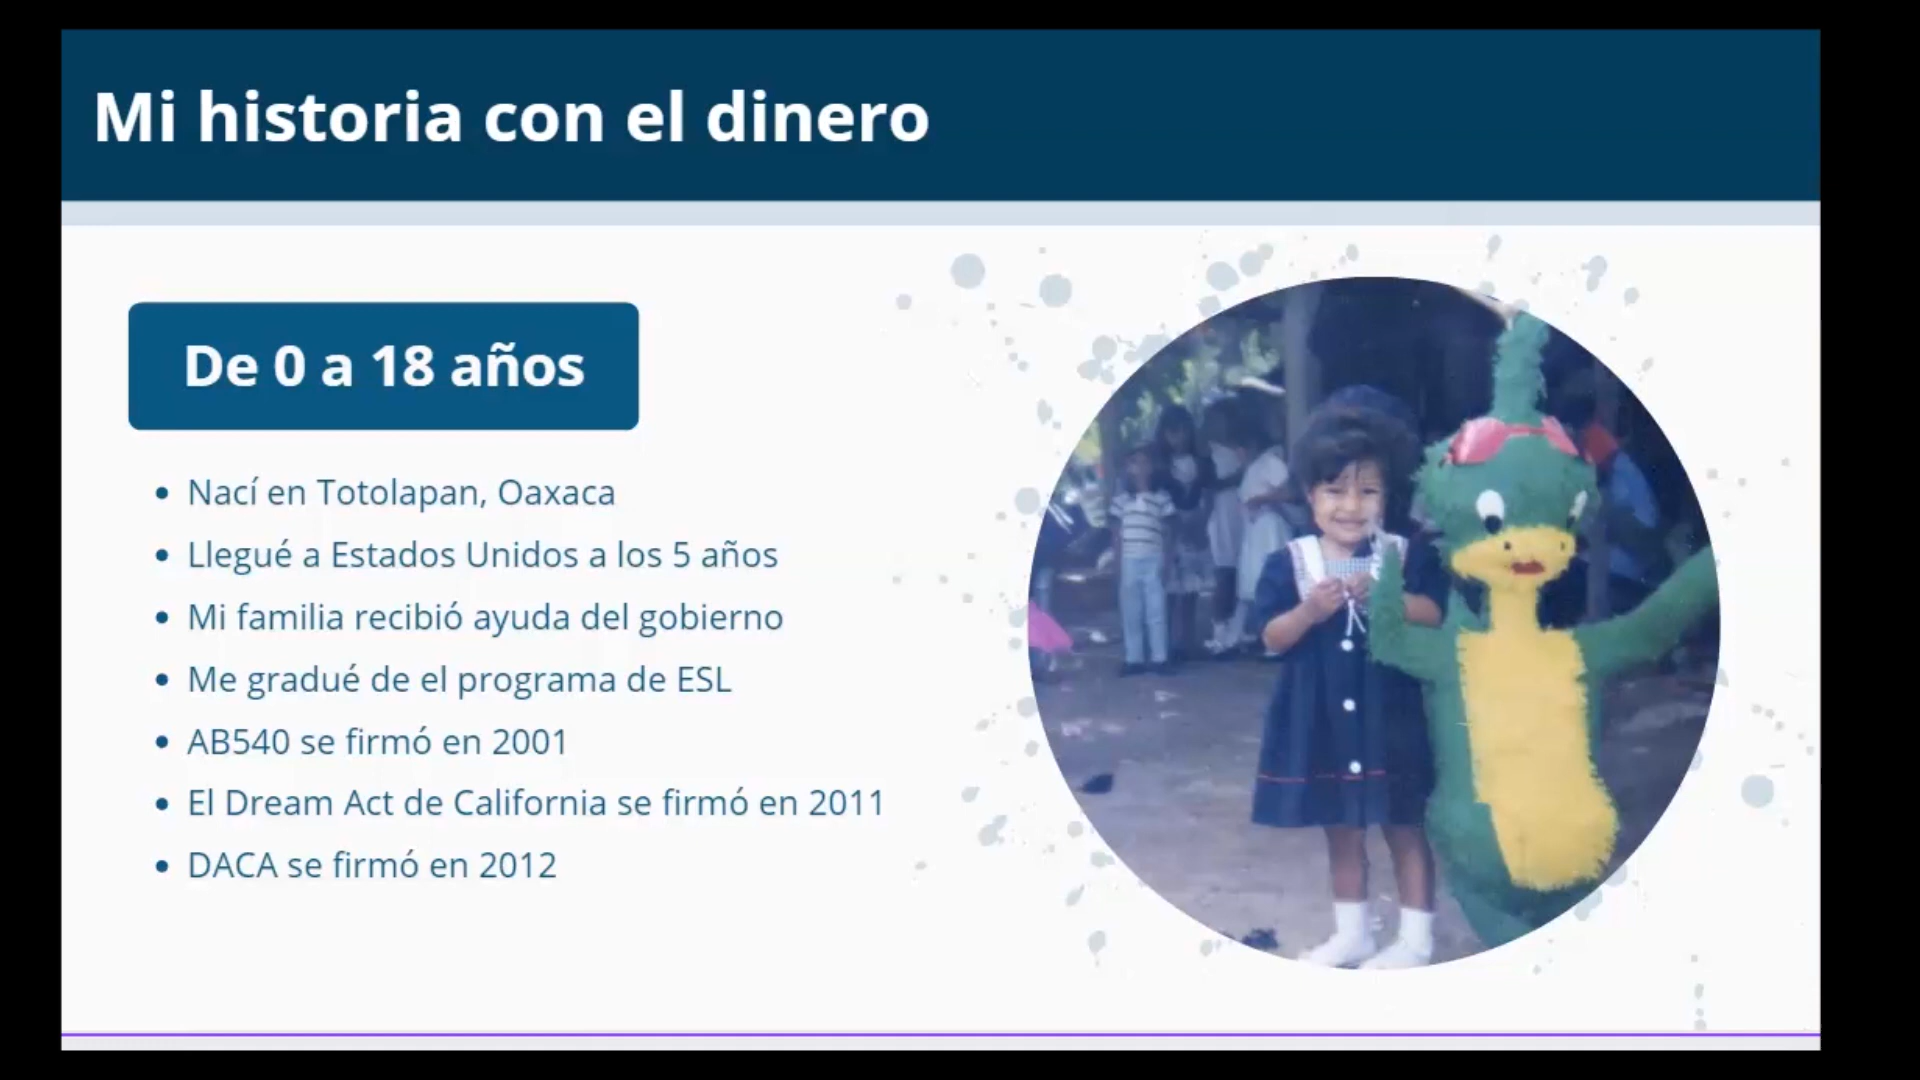 Mi historia con el dinero
De 0 a 18 años
• Nací en Totolapan, Oaxaca
• Llegué a Estados Unidos a los 5 años
• Mi familia recibió ayuda del gobierno
• Me gradué de el programa de ESL
• AB540 se firmó en 2001
• El Dream Act de California se firmó en 2011
• DACA se firmó en 2012